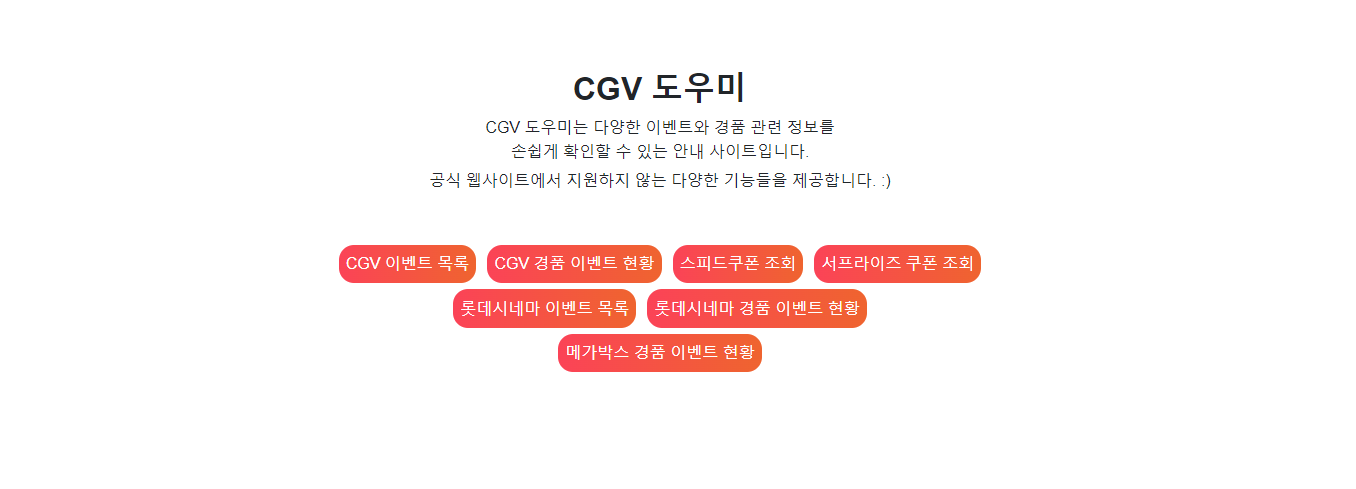 CGV 도우미
CGV 도우미는 다양한 이벤트와 경품 관련 정보를
손쉽게 확인할 수 있는 안내 사이트입니다.
공식 웹사이트에서 지원하지 않는 다양한 기능들을 제공합니다. :)
CGV 이벤트 목록 CGV 경품 이벤트 현황 스피드쿠폰 조회 서프라이즈 쿠폰 조회
롯데시네마 이벤트 목록 롯데시네마 경품 이벤트 현황
메가박스 경품 이벤트 현황